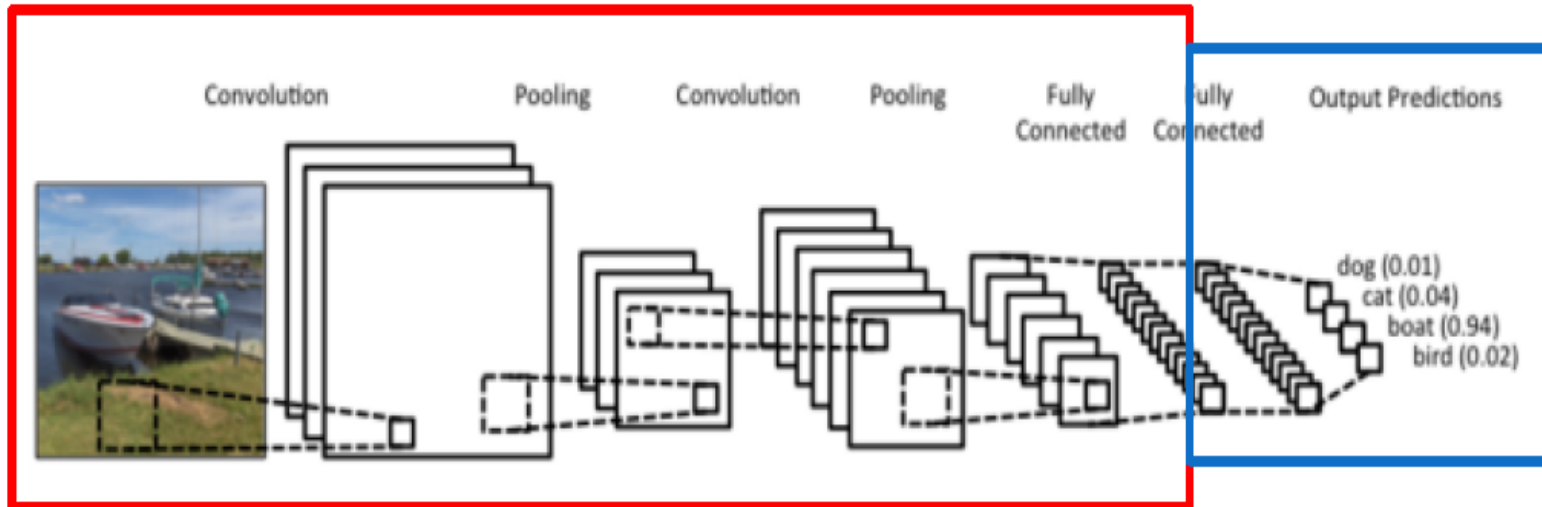 Convolution Pooling Convolution Pooling Fully Fully Output Predictions
Connected Connected
dog (0.01)
cat (0.04)
boat (0.94)
bird (0.02)